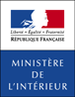 Liberté • Égalité • Fraternité
RÉPUBLIQUE FRANÇAISE
MINISTÈRE
DE
L'INTÉRIEUR